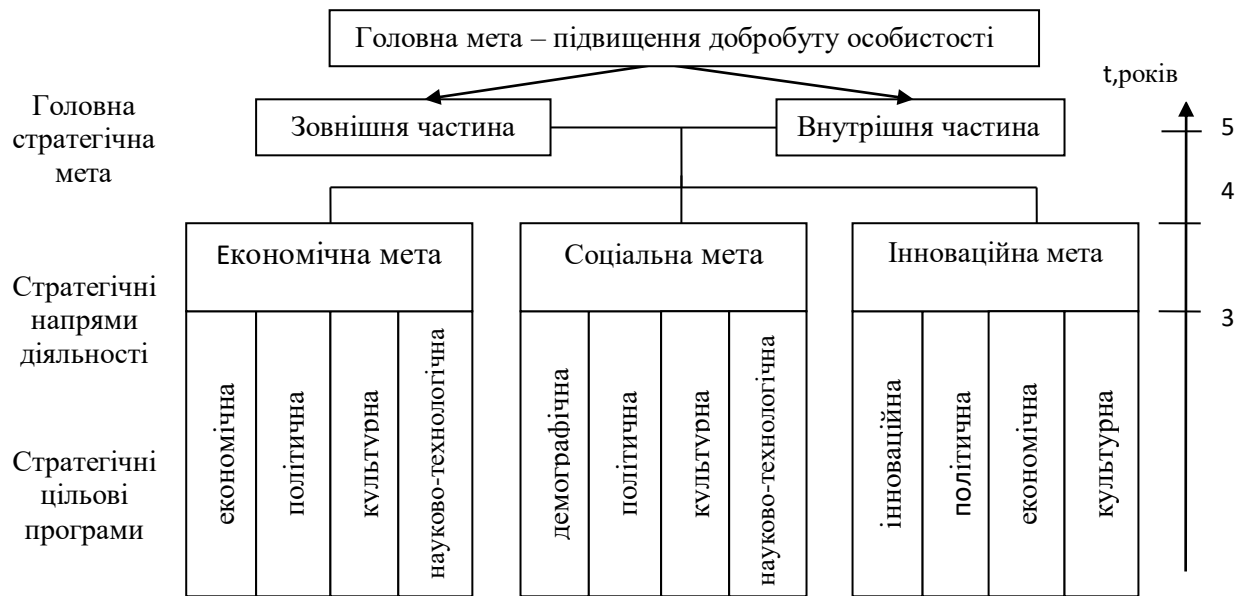 Головна мета – підвищення добробуту особистості
t,років
Головна
стратегічна
мета
Зовнішня частина
Внутрішня частина
5
4
Економічна мета
Соціальна мета
Інноваційна мета
Стратегічні
напрями
діяльності
3
Стратегічні
цільові
програми
економічна
політична
культурна
науково-технологічна
демографічна
політична
культурна
науково-технологічна
інноваційна
політична
економічна
культурна